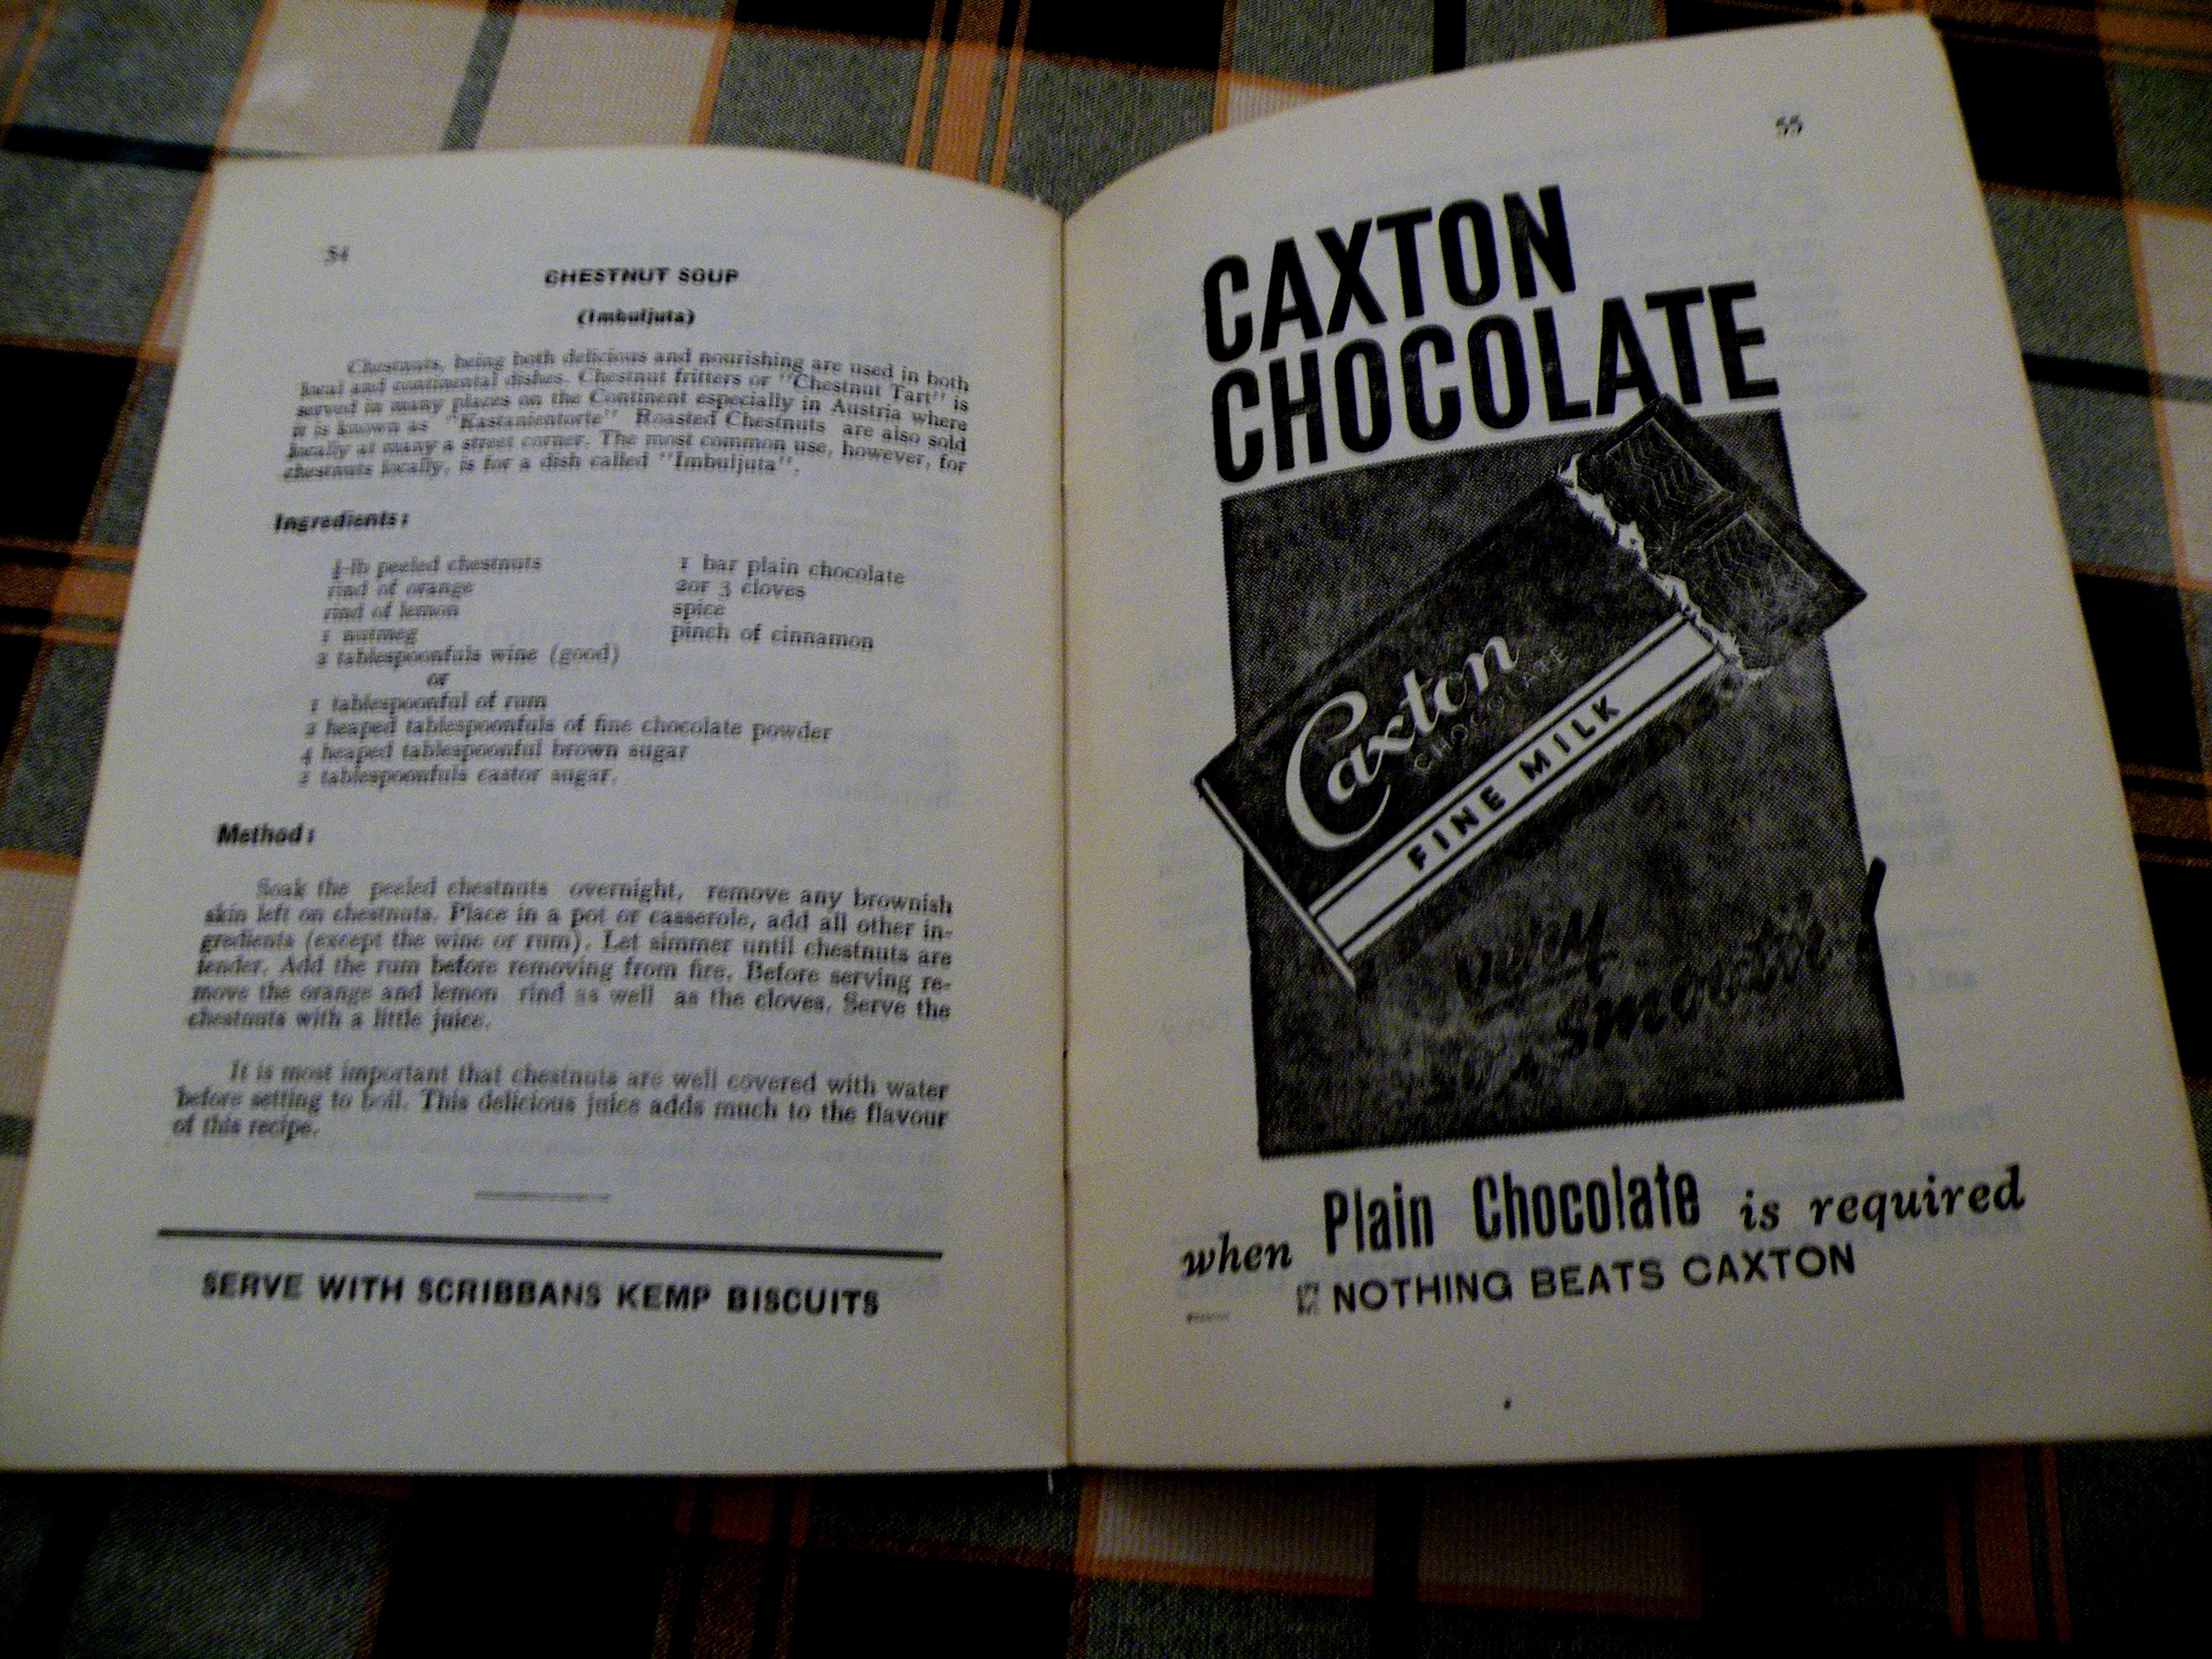 54
CHESTNUT SOUP
(Imbuljuta)
Chestnuts, being both delicious and nourishing are used in both
local and continental dishes. Chestnut fritters or "Chestnut Tart" is
served in many places on the Continent especially in Austria where
it is known as "Kastanientorte" Roasted Chestnuts are also sold
locally at many a street corner. The most common use, however, for
chestnuts locally, is for a dish called "Imbuljuta".
Ingredients:
lb peeled chestnuts
rind of orange
rind of lemon
1 nutmeg
2 tablespoonfuls wine (good)
or
1 tablespoonful of rum
2 heaped tablespoonfuls of fine chocolate powder
4 heaped tablespoonful brown sugar
2 tablespoonfuls castor sugar.
1 bar plain chocolate
2or 3 cloves
spice
pinch of cinnamon
Method:
Soak the peeled chestnuts overnight, remove any brownish
skin left on chestnuts. Place in a pot or casserole, add all other in-
gredients (except the wine or rum). Let simmer until chestnuts are
tender. Add the rum before removing from fire. Before serving re-
move the orange and lemon rind as well as the cloves. Serve the
chestnuts with a little juice.
It is most important that chestnuts are well covered with water
before setting to boil. This delicious juice adds much to the flavour
of this recipe.
SERVE WITH SCRIBBANS KEMP BISCUITS
55
CAXTON
CHOCOLATE
Caxton
CHOCOLATE
FINE MILK
very
smooth
when Plain Chocolate is required
NOTHING BEATS CAXTON